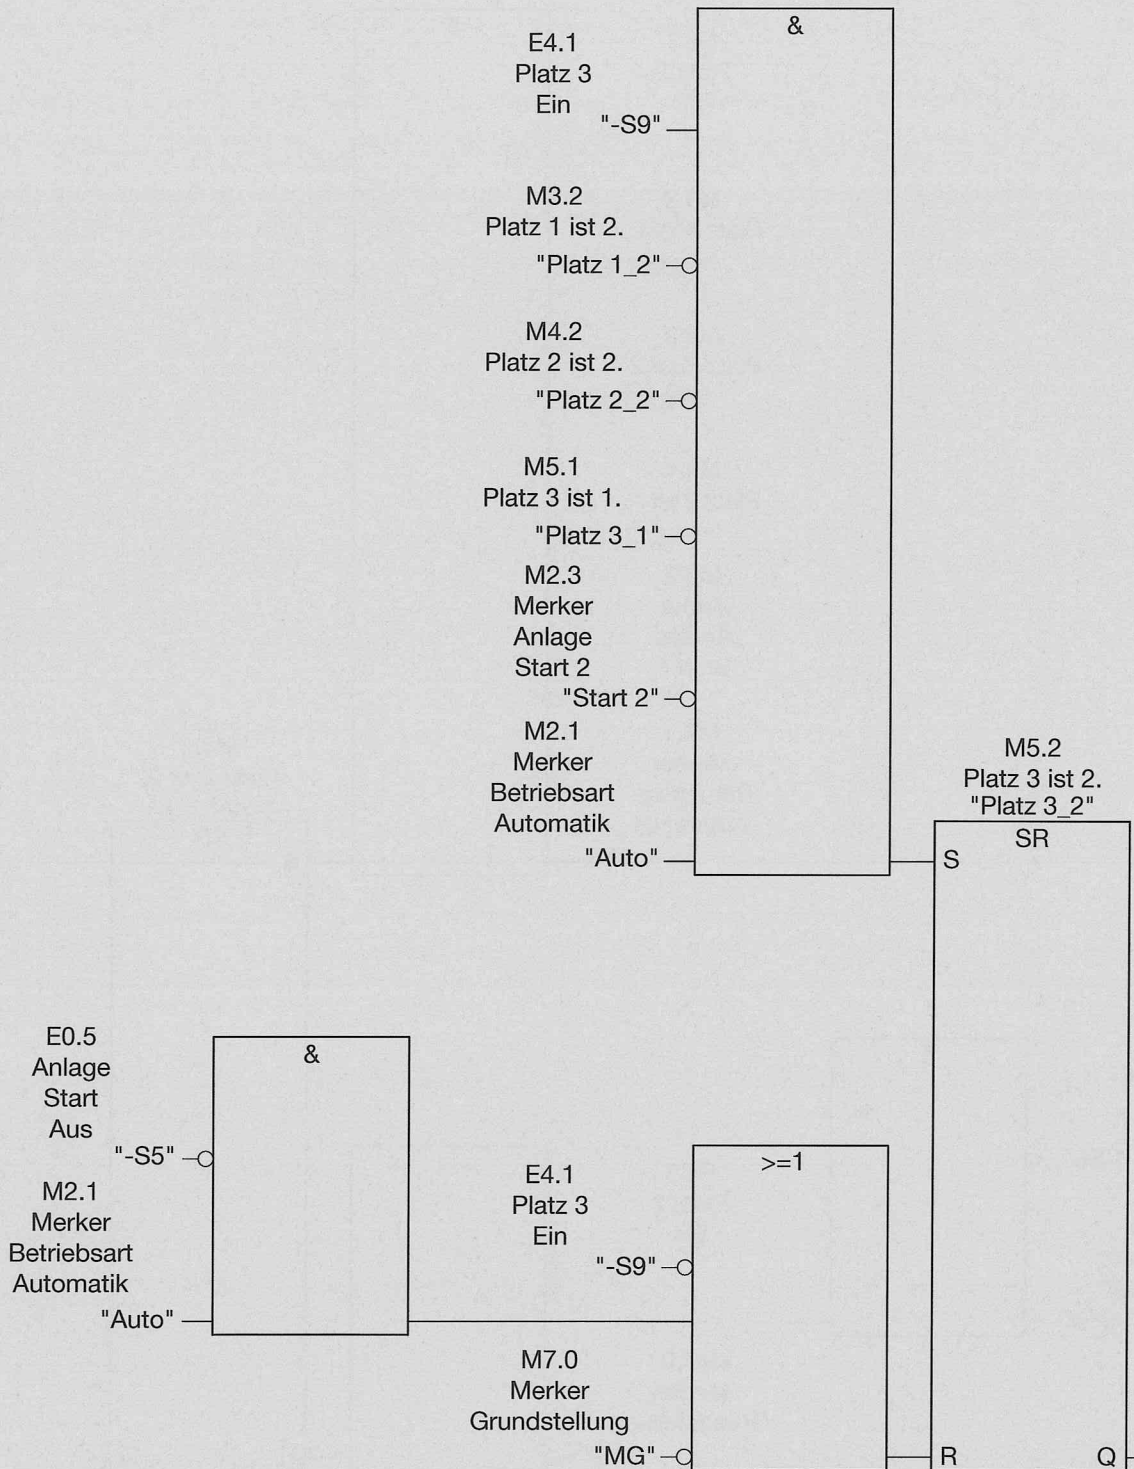 &
E4.1
Platz 3
Ein
"-S9"
M3.2
Platz 1 ist 2.
"Platz 1_2"
M4.2
Platz 2 ist 2.
"Platz 2_2"
M5.1
Platz 3 ist 1.
"Platz 3_1"
M2.3
Merker
Anlage
Start 2
"Start 2"
M2.1
Merker
Betriebsart
Automatik
"Auto"
M5.2
Platz 3 ist 2.
"Platz 3_2"
SR
S
E0.5
Anlage
Start
Aus
"-S5"
&
M2.1
Merker
Betriebsart
Automatik
"Auto"
>=1
E4.1
Platz 3
Ein
"-S9"
M7.0
Merker
Grundstellung
"MG"
R
Q